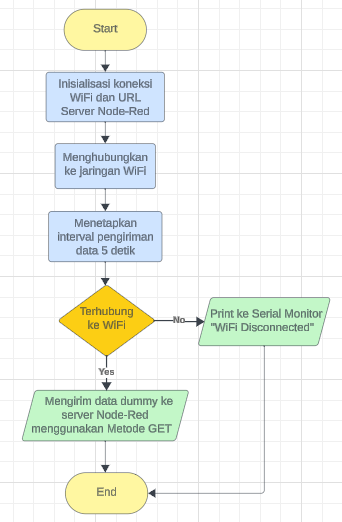 Start
Inisialisasi koneksi
WiFi dan URL
Server Node-Red
Menghubungkan
ke jaringan WiFi
Menetapkan
interval pengiriman
data 5 detik
Terhubung
ke WiFi
No
Print ke Serial Monitor
"WiFi Disconnected"
Yes
Mengirim data dummy ke
server Node-Red
menggunakan Metode GET
End